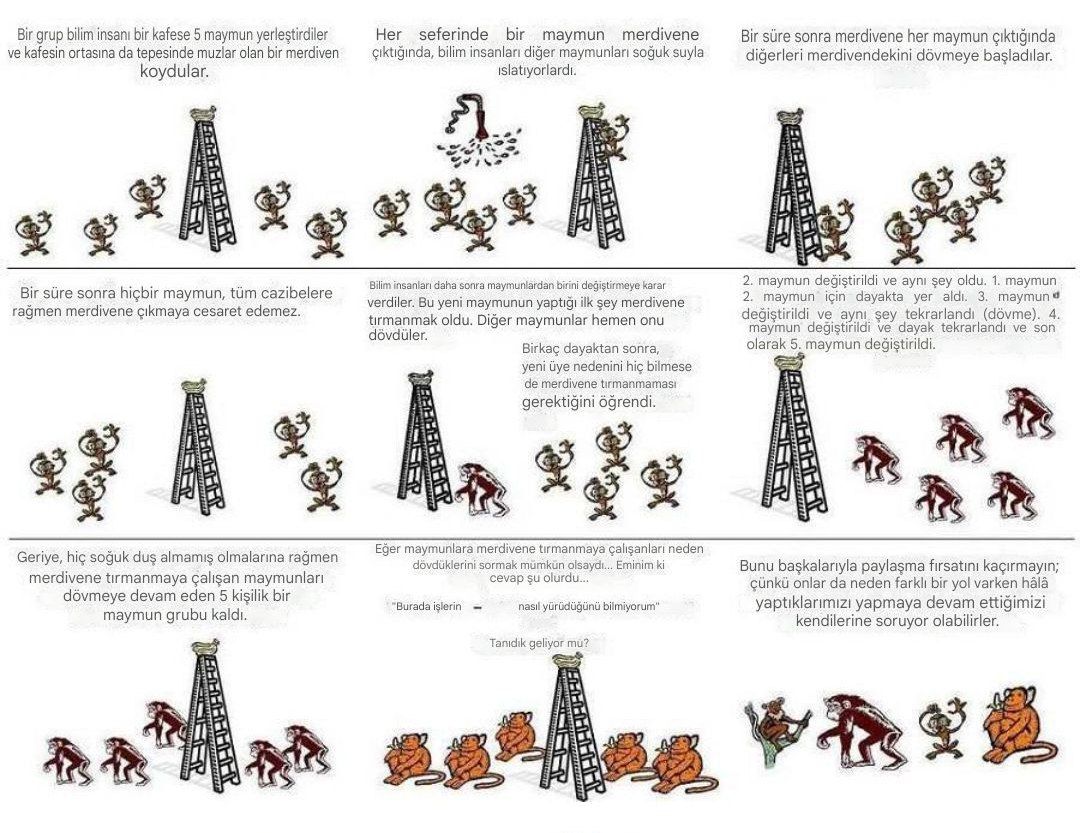 Bir grup bilim insanı bir kafese 5 maymun yerleştirdiler
ve kafesin ortasına da tepesinde muzlar olan bir merdiven
koydular.
Her seferinde bir maymun merdivene
çıktığında, bilim insanları diğer maymunları soğuk suyla
ıslatıyorlardı.
Bir süre sonra merdivene her maymun çıktığında
diğerleri merdivendekini dövmeye başladılar.
Bir süre sonra hiçbir maymun, tüm cazibelere
rağmen merdivene çıkmaya cesaret edemez.
Bilim insanları daha sonra maymunlardan birini değiştirmeye karar
verdiler. Bu yeni maymunun yaptığı ilk şey merdivene
tırmanmak oldu. Diğer maymunlar hemen onu
dövdüler.
Birkaç dayaktan sonra,
yeni üye nedenini hiç bilmese
de merdivene tırmanmaması
gerektiğini öğrendi.
2. maymun değiştirildi ve aynı şey oldu. 1. maymun
2. maymun için dayakta yer aldı. 3. maymun
değiştirildi ve aynı şey tekrarlandı (dövme). 4.
maymun değiştirildi ve dayak tekrarlandı ve son
olarak 5. maymun değiştirildi.
Geriye, hiç soğuk duş almamış olmalarına rağmen
merdivene tırmanmaya çalışan maymunları
dövmeye devam eden 5 kişilik bir
maymun grubu kaldı.
Eğer maymunlara merdivene tırmanmaya çalışanları neden
dövdüklerini sormak mümkün olsaydı... Eminim ki
cevap şu olurdu...
"Burada işlerin – nasıl yürüdüğünü bilmiyorum"
Tanıdık geliyor mu?
Bunu başkalarıyla paylaşma fırsatını kaçırmayın;
çünkü onlar da neden farklı bir yol varken hâlâ
yaptıklarımızı yapmaya devam ettiğimizi
kendilerine soruyor olabilirler.